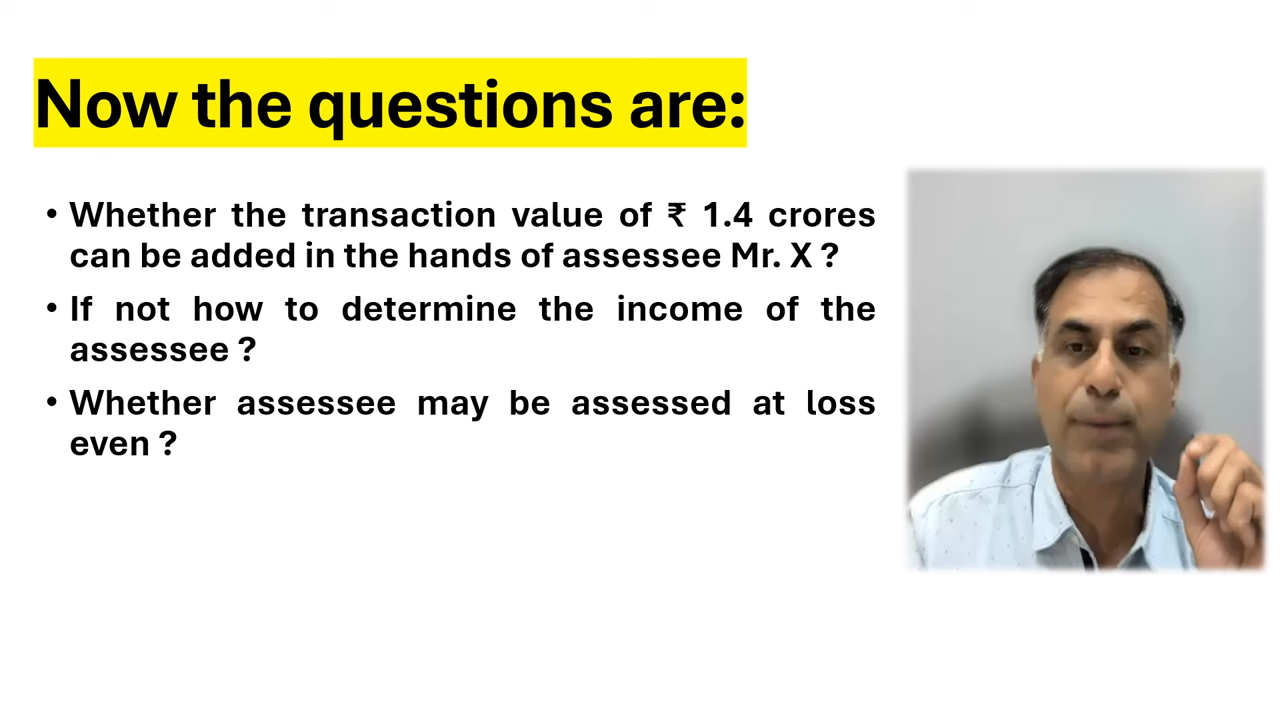 Now the questions are:
• Whether the transaction value of ₹ 1.4 crores
can be added in the hands of assessee Mr. X ?
• If not how to determine the income of the
assessee ?
• Whether assessee may be assessed at loss
even ?